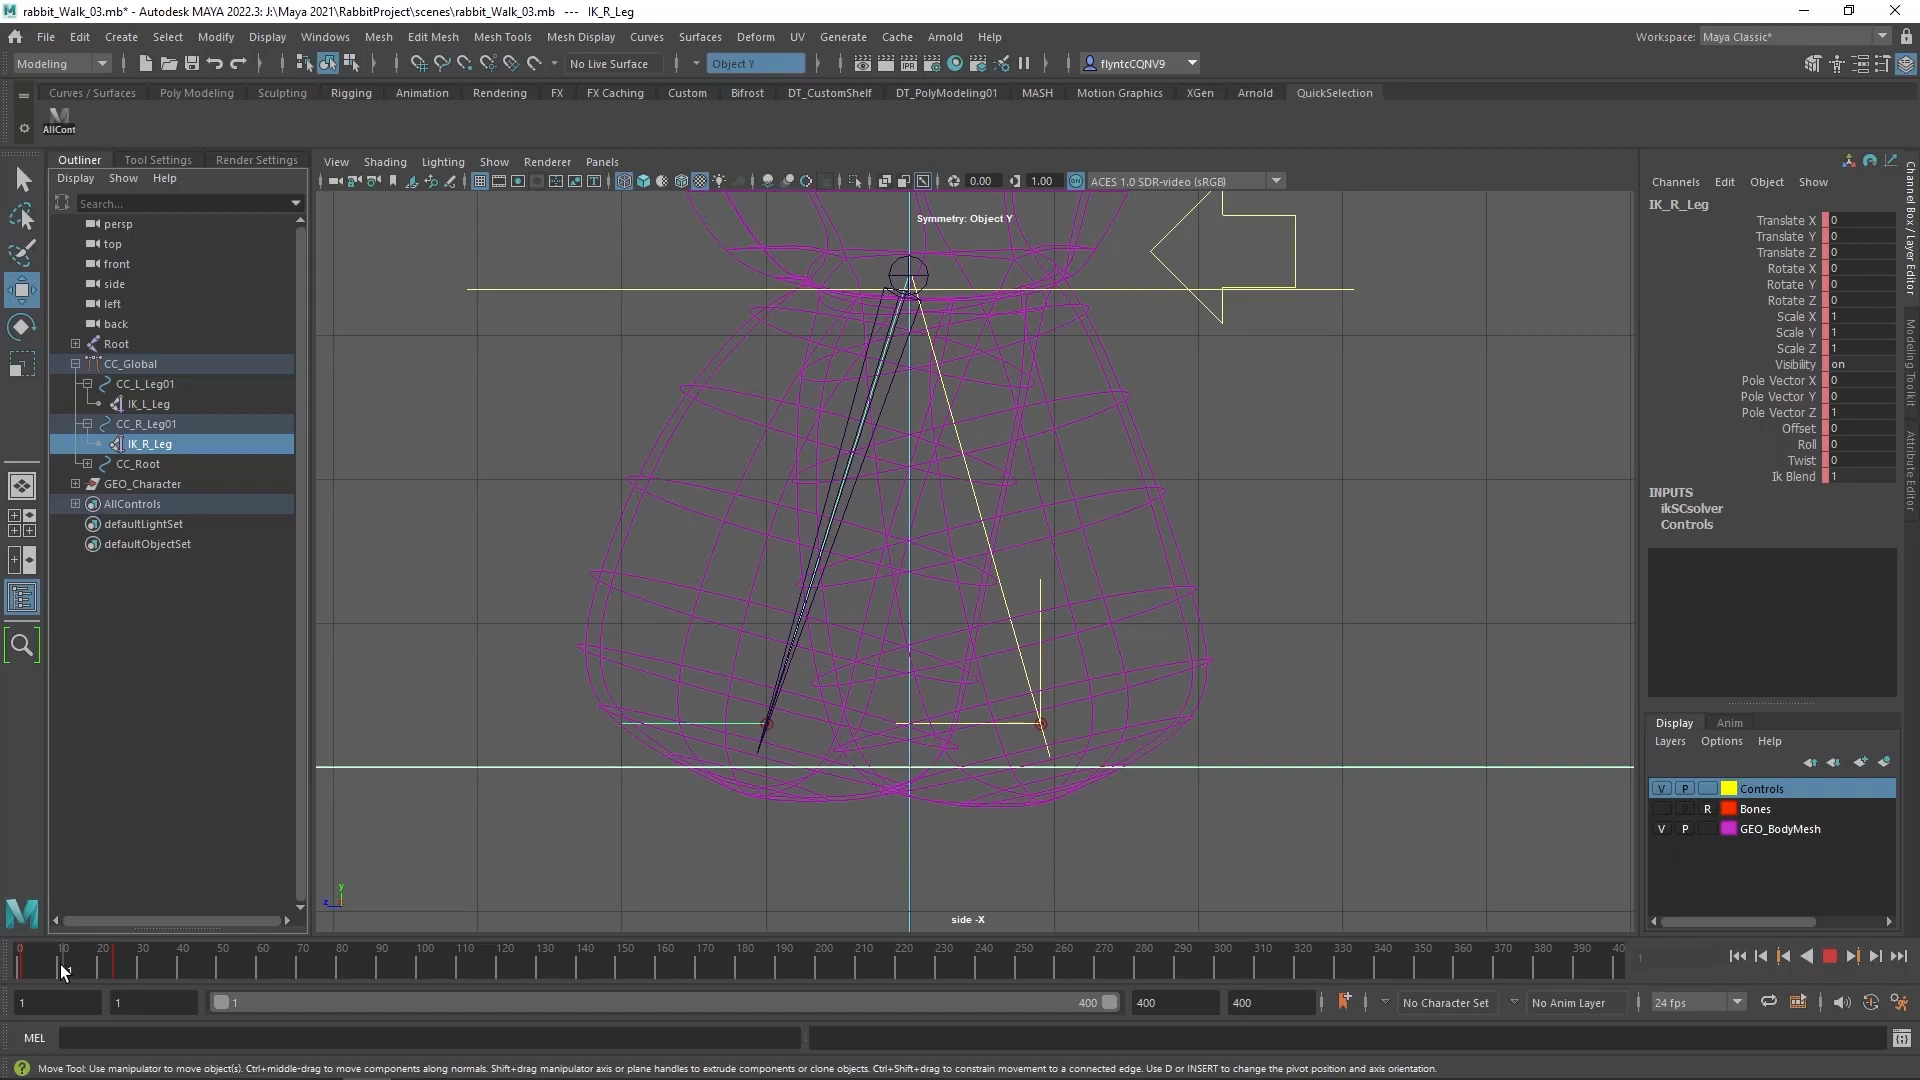 rabbit_Walk_03.mb* - Autodesk MAYA 2022.3: J:\Maya 2021\RabbitProject\scenes\rabbit_Walk_03.mb   ---   IK_R_Leg
File Edit Create Select Modify Display Windows Mesh Edit Mesh Mesh Tools Mesh Display Curves Surfaces Deform UV Generate Cache Arnold Help Workspace: Maya Classic*
Modeling No Live Surface Object Y flyntcCQNV9
Curves / Surfaces Poly Modeling Sculpting Rigging Animation Rendering FX FX Caching Custom Bifrost DT_CustomShelf DT_PolyModeling01 MASH Motion Graphics XGen Arnold QuickSelection
AllCont
Outliner Tool Settings Render Settings View Shading Lighting Show Renderer Panels
Display Show Help 0.00 1.00 ACES 1.0 SDR-video (sRGB)
Search...
persp
top
front
side
left
back
Root
CC_Global
CC_L_Leg01
IK_L_Leg
CC_R_Leg01
IK_R_Leg
CC_Root
GEO_Character
AllControls
defaultLightSet
defaultObjectSet
Symmetry: Object Y
y
z
side -X
Channels Edit Object Show
IK_R_Leg
Translate X 0
Translate Y 0
Translate Z 0
Rotate X 0
Rotate Y 0
Rotate Z 0
Scale X 1
Scale Y 1
Scale Z 1
Visibility on
Pole Vector X 0
Pole Vector Y 0
Pole Vector Z 1
Offset 0
Roll 0
Twist 0
Ik Blend 1
INPUTS
ikSCsolver
Controls
Channel Box / Layer Editor
Modeling Toolkit
Attribute Editor
Display Anim
Layers Options Help
V P Controls
R Bones
V P GEO_BodyMesh
0 10 20 30 40 50 60 70 80 90 100 110 120 130 140 150 160 170 180 190 200 210 220 230 240 250 260 270 280 290 300 310 320 330 340 350 360 370 380 390 40
1
1 1 1 400 400 400 No Character Set No Anim Layer 24 fps
MEL
Move Tool: Use manipulator to move object(s). Ctrl+middle-drag to move components along normals. Shift+drag manipulator axis or plane handles to extrude components or clone objects. Ctrl+Shift+drag to constrain movement to a connected edge. Use D or INSERT to change the pivot position and axis orientation.